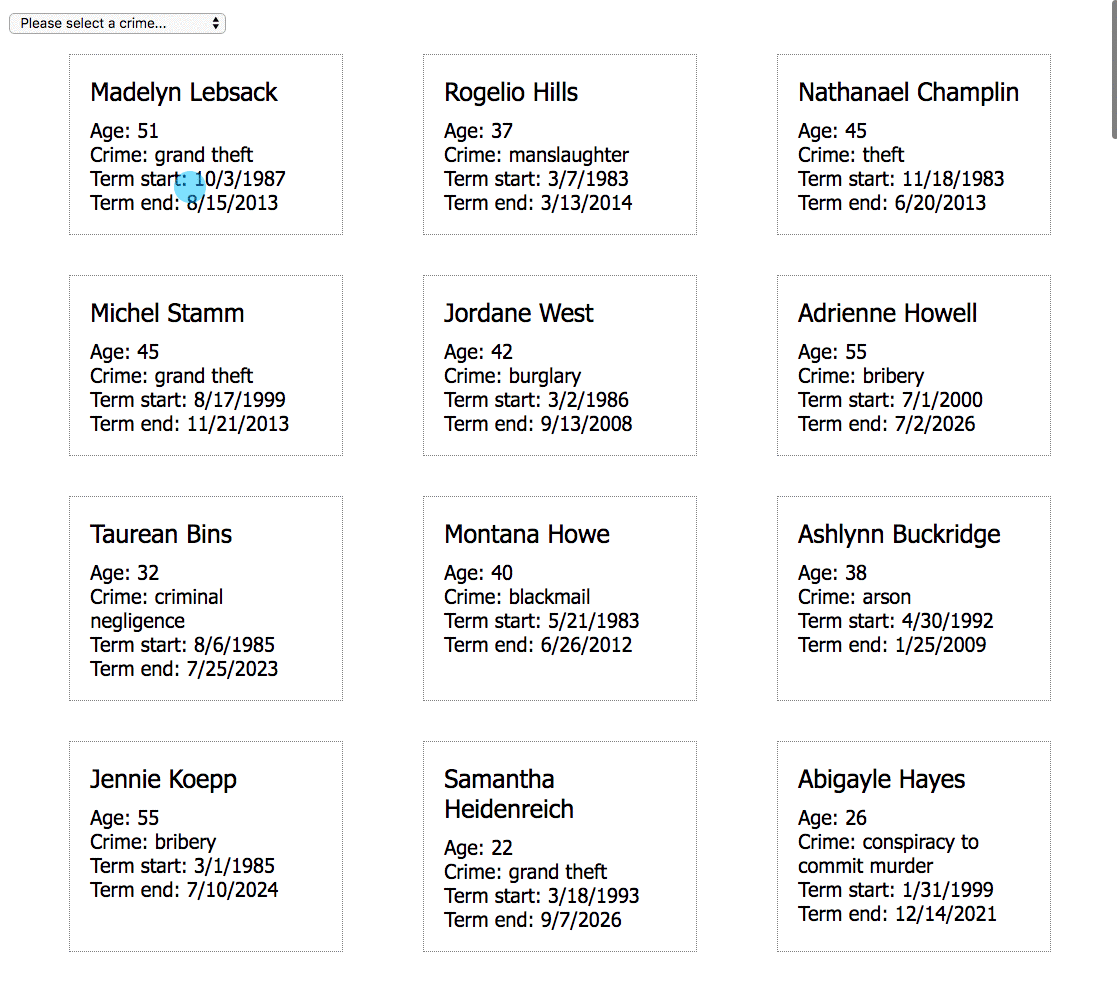 Please select a crime...
Madelyn Lebsack
Age: 51
Crime: grand theft
Term start: 10/3/1987
Term end: 8/15/2013
Rogelio Hills
Age: 37
Crime: manslaughter
Term start: 3/7/1983
Term end: 3/13/2014
Nathanael Champlin
Age: 45
Crime: theft
Term start: 11/18/1983
Term end: 6/20/2013
Michel Stamm
Age: 45
Crime: grand theft
Term start: 8/17/1999
Term end: 11/21/2013
Jordane West
Age: 42
Crime: burglary
Term start: 3/2/1986
Term end: 9/13/2008
Adrienne Howell
Age: 55
Crime: bribery
Term start: 7/1/2000
Term end: 7/2/2026
Taurean Bins
Age: 32
Crime: criminal
negligence
Term start: 8/6/1985
Term end: 7/25/2023
Montana Howe
Age: 40
Crime: blackmail
Term start: 5/21/1983
Term end: 6/26/2012
Ashlynn Buckridge
Age: 38
Crime: arson
Term start: 4/30/1992
Term end: 1/25/2009
Jennie Koepp
Age: 55
Crime: bribery
Term start: 3/1/1985
Term end: 7/10/2024
Samantha
Heidenreich
Age: 22
Crime: grand theft
Term start: 3/18/1993
Term end: 9/7/2026
Abigayle Hayes
Age: 26
Crime: conspiracy to
commit murder
Term start: 1/31/1999
Term end: 12/14/2021